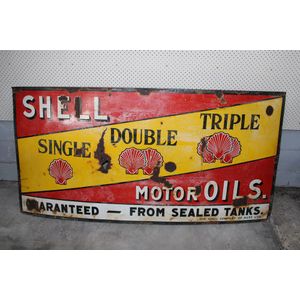 SHELL
SINGLE DOUBLE TRIPLE
MOTOR OILS.
GUARANTEED — FROM SEALED TANKS.